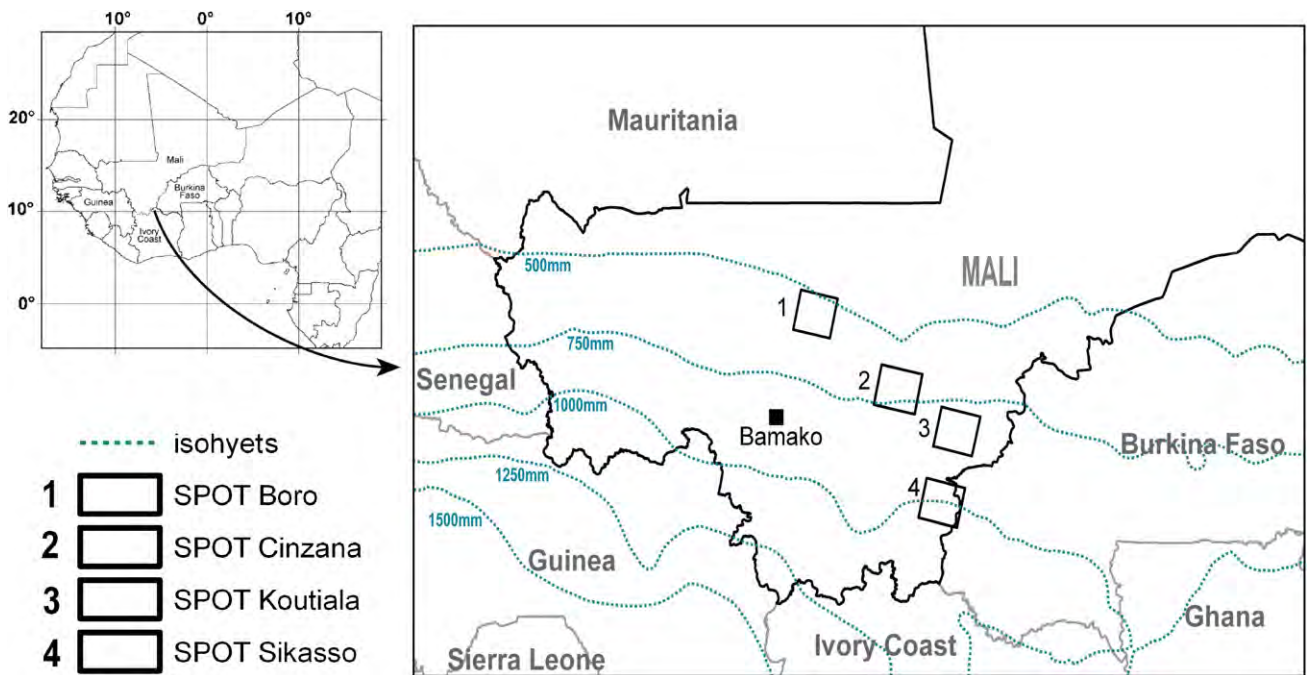 10° 0° 10°
20°
10°
0°
Mali
Burkina
Faso
Guinea
Ivory
Coast
isohyets
1 SPOT Boro
2 SPOT Cinzana
3 SPOT Koutiala
4 SPOT Sikasso
Mauritania
MALI
500mm
1
750mm
2
Senegal
1000mm
Bamako
3
Burkina Faso
1250mm
4
1500mm
Guinea
Ghana
Ivory Coast
Sierra Leone